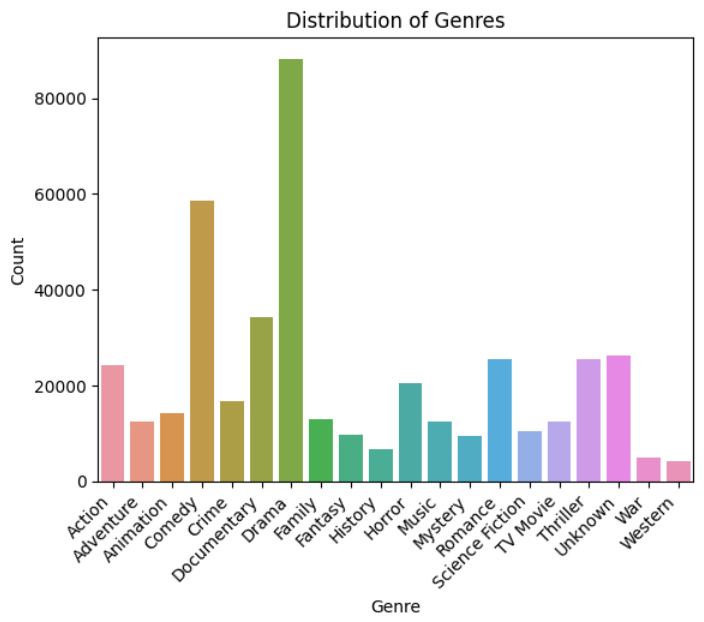 Distribution of Genres
Count
80000
60000
40000
20000
0
Action
Adventure
Animation
Comedy
Crime
Documentary
Drama
Family
Fantasy
History
Horror
Music
Mystery
Romance
Science Fiction
TV Movie
Thriller
Unknown
War
Western
Genre